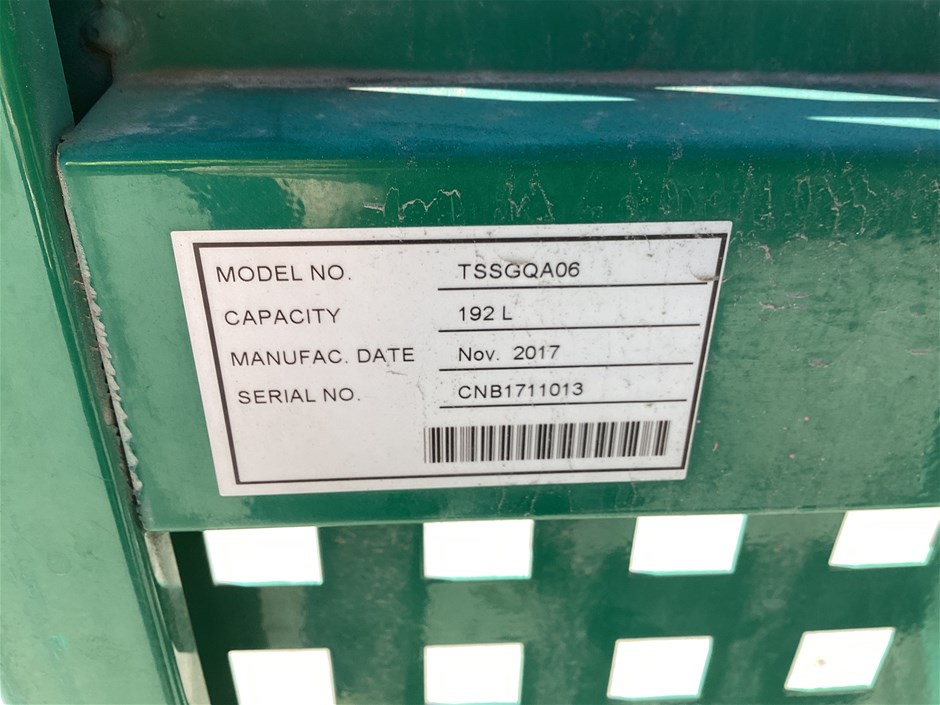 MODEL NO. TSSGQA06
CAPACITY 192 L
MANUFAC. DATE Nov. 2017
SERIAL NO. CNB1711013